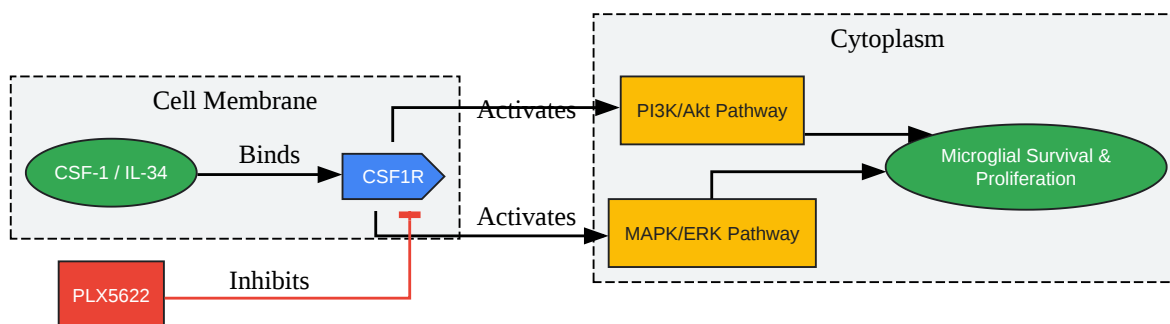 Cell Membrane
CSF-1 / IL-34
Binds
CSF1R
PLX5622
Inhibits
Activates
Activates
Cytoplasm
PI3K/Akt Pathway
MAPK/ERK Pathway
Microglial Survival &
Proliferation